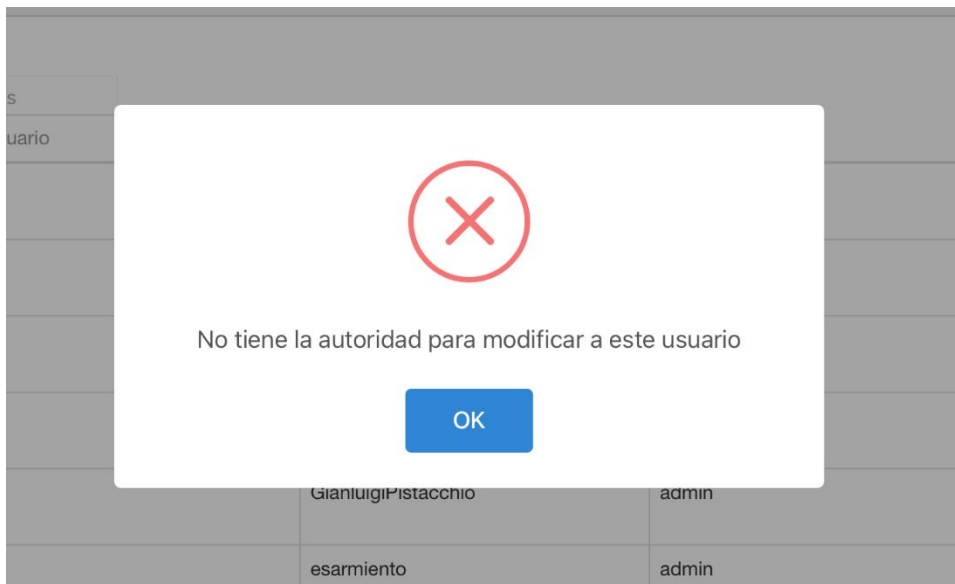 s
uario
No tiene la autoridad para modificar a este usuario
OK
GianluigiPistacchio admin
esarmiento admin